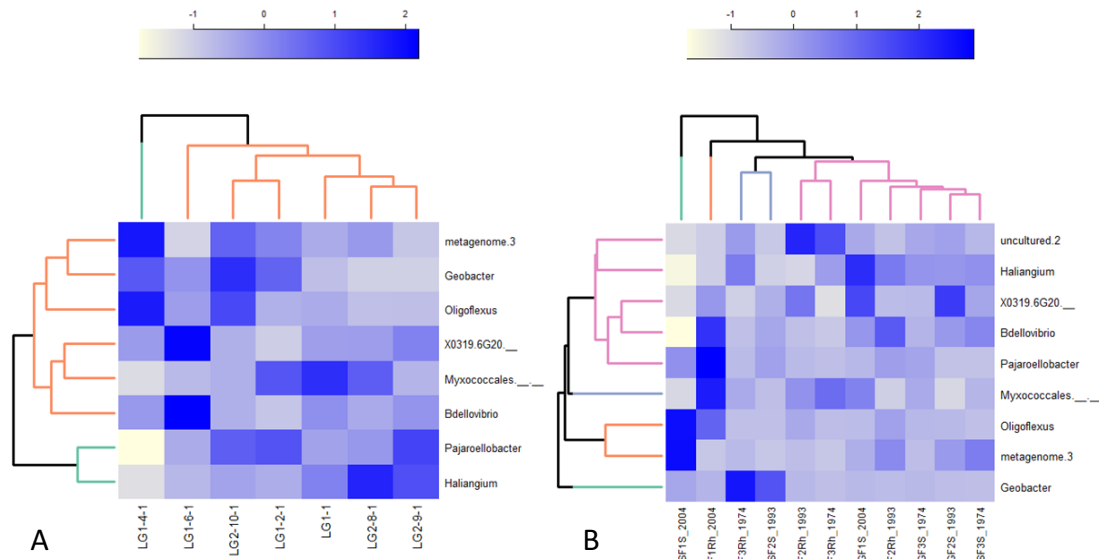 -1 0 1 2
-1 0 1 2
metagenome.3
Geobacter
Oligoflexus
X0319.6G20.__
Myxococcales.__.__
Bdellovibrio
Pajaroellobacter
Haliangium
LG1-4-1
LG1-6-1
LG2-10-1
LG1-2-1
LG1-1
LG2-8-1
LG2-9-1
A
uncultured.2
Haliangium
X0319.6G20.__
Bdellovibrio
Pajaroellobacter
Myxococcales.__.__
Oligoflexus
metagenome.3
Geobacter
GF1S_2004
GF1Rh_2004
F3Rh_1974
GF2S_1993
F2Rh_1993
F3Rh_1974
GF1S_2004
F2Rh_1993
GF3S_1974
GF2S_1993
GF3S_1974
B